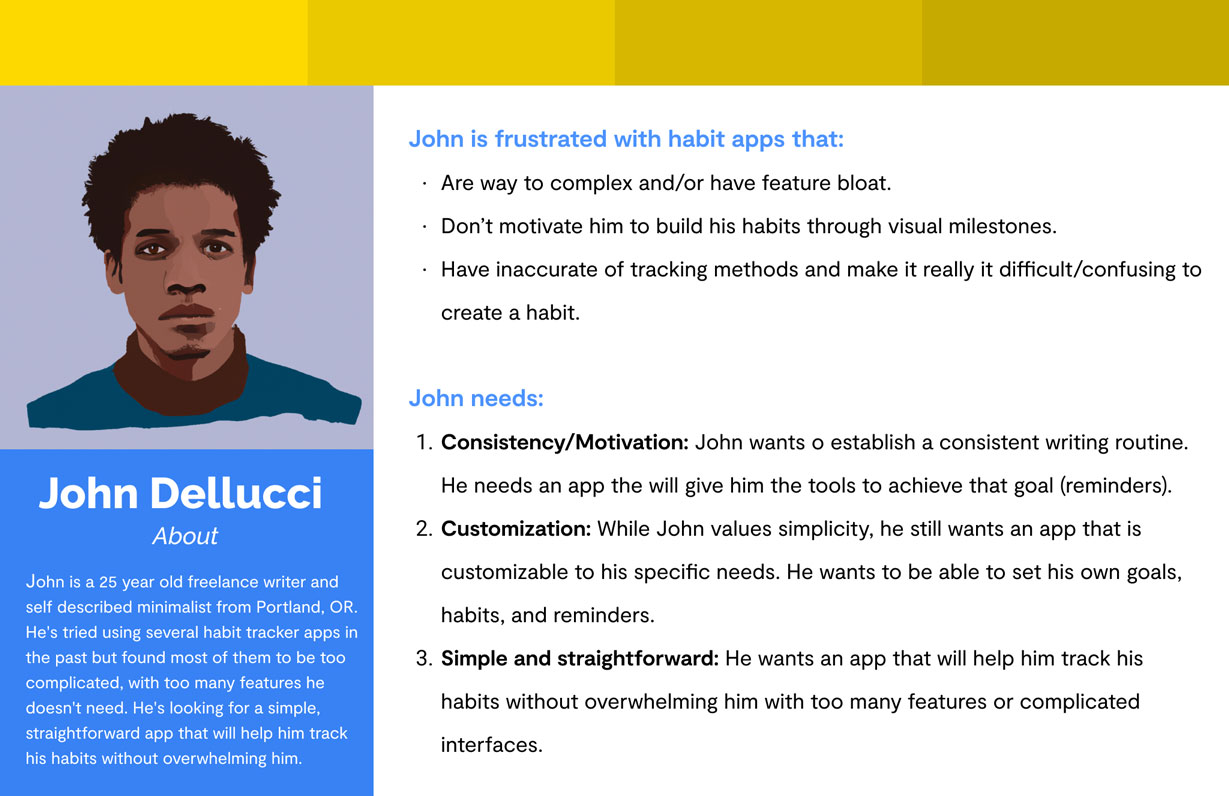 John Dellucci
About
John is a 25 year old freelance writer and
self described minimalist from Portland, OR.
He's tried using several habit tracker apps in
the past but found most of them to be too
complicated, with too many features he
doesn't need. He's looking for a simple,
straightforward app that will help him track
his habits without overwhelming him.
John is frustrated with habit apps that:
· Are way to complex and/or have feature bloat.
· Don’t motivate him to build his habits through visual milestones.
· Have inaccurate of tracking methods and make it really it difficult/confusing to
create a habit.
John needs:
1. Consistency/Motivation: John wants o establish a consistent writing routine.
He needs an app the will give him the tools to achieve that goal (reminders).
2. Customization: While John values simplicity, he still wants an app that is
customizable to his specific needs. He wants to be able to set his own goals,
habits, and reminders.
3. Simple and straightforward: He wants an app that will help him track his
habits without overwhelming him with too many features or complicated
interfaces.